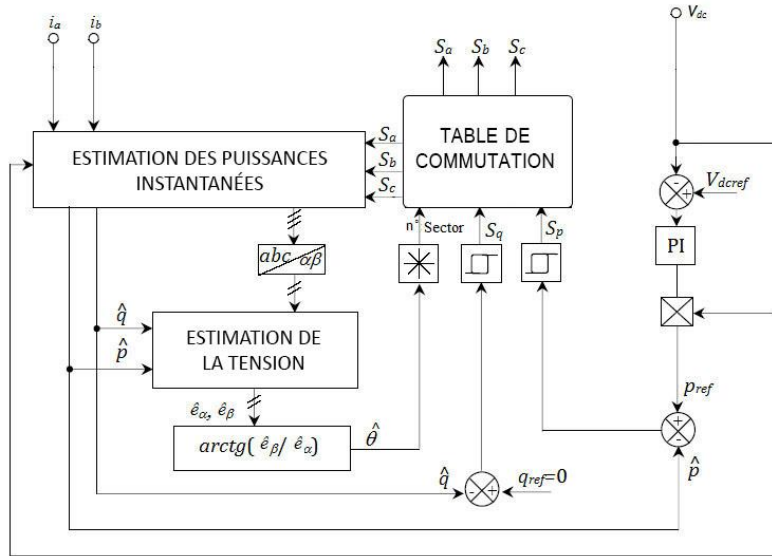 i_a
i_b
V_dc
S_a S_b S_c
TABLE DE
COMMUTATION
ESTIMATION DES PUISSANCES
INSTANTANÉES
S_a
S_b
S_c
V_dcref
- +
n° Sector
S_q
S_p
PI
abc αβ
q̂
p̂
ESTIMATION DE
LA TENSION
p_ref
ê_α, ê_β
+
-
arctg( ê_β/ ê_α)
θ̂
q̂
- +
q_ref=0
p̂